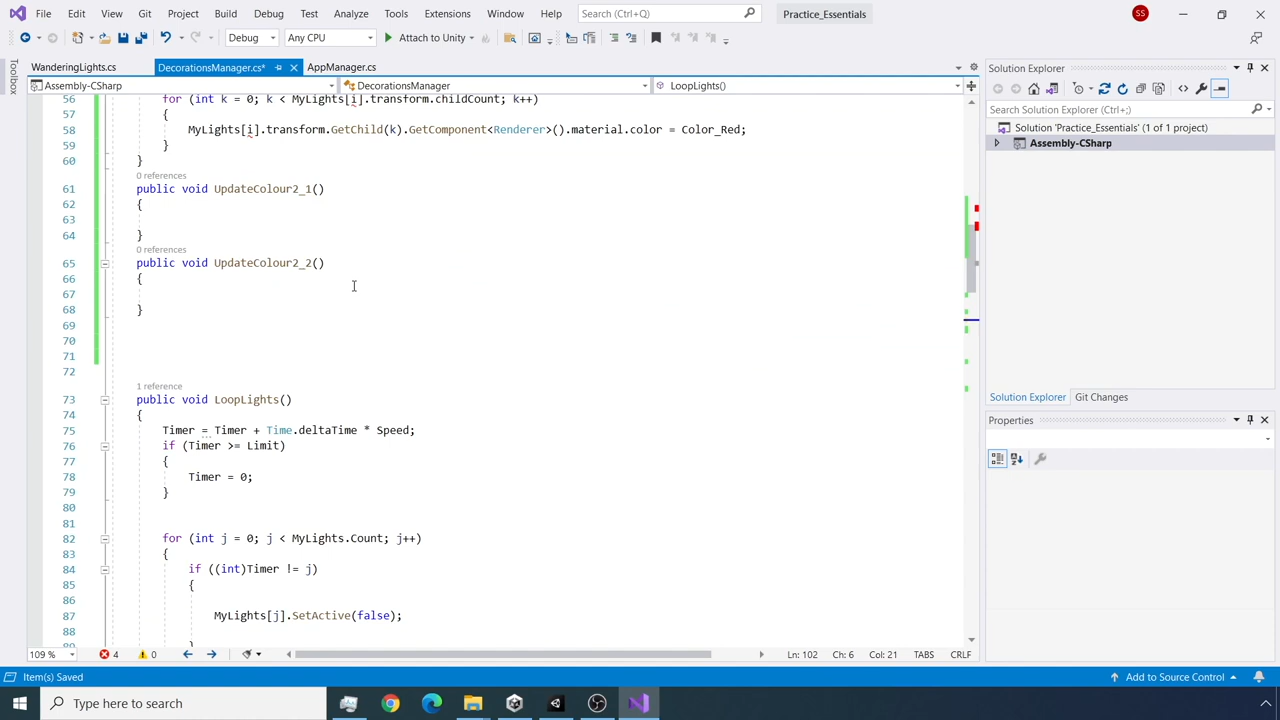 File Edit View Git Project Build Debug Test Analyze Tools Extensions Window Help Search (Ctrl+Q) Practice_Essentials SS
Debug Any CPU Attach to Unity
Toolbox
WanderingLights.cs DecorationsManager.cs* AppManager.cs
Assembly-CSharp DecorationsManager LoopLights()
56 for (int k = 0; k < MyLights[i].transform.childCount; k++)
57 {
58 MyLights[i].transform.GetChild(k).GetComponent<Renderer>().material.color = Color_Red;
59 }
60 }
0 references
61 public void UpdateColour2_1()
62 {
63
64 }
0 references
65 public void UpdateColour2_2()
66 {
67
68 }
69
70
71
72
1 reference
73 public void LoopLights()
74 {
75 Timer = Timer + Time.deltaTime * Speed;
76 if (Timer >= Limit)
77 {
78 Timer = 0;
79 }
80
81
82 for (int j = 0; j < MyLights.Count; j++)
83 {
84 if ((int)Timer != j)
85 {
86
87 MyLights[j].SetActive(false);
88
109 % 4 0 Ln: 102 Ch: 6 Col: 21 TABS CRLF
Solution Explorer
Search Solution Explorer (Ctrl+;)
Solution 'Practice_Essentials' (1 of 1 project)
Assembly-CSharp
Solution Explorer Git Changes
Properties
Item(s) Saved Add to Source Control
Type here to search